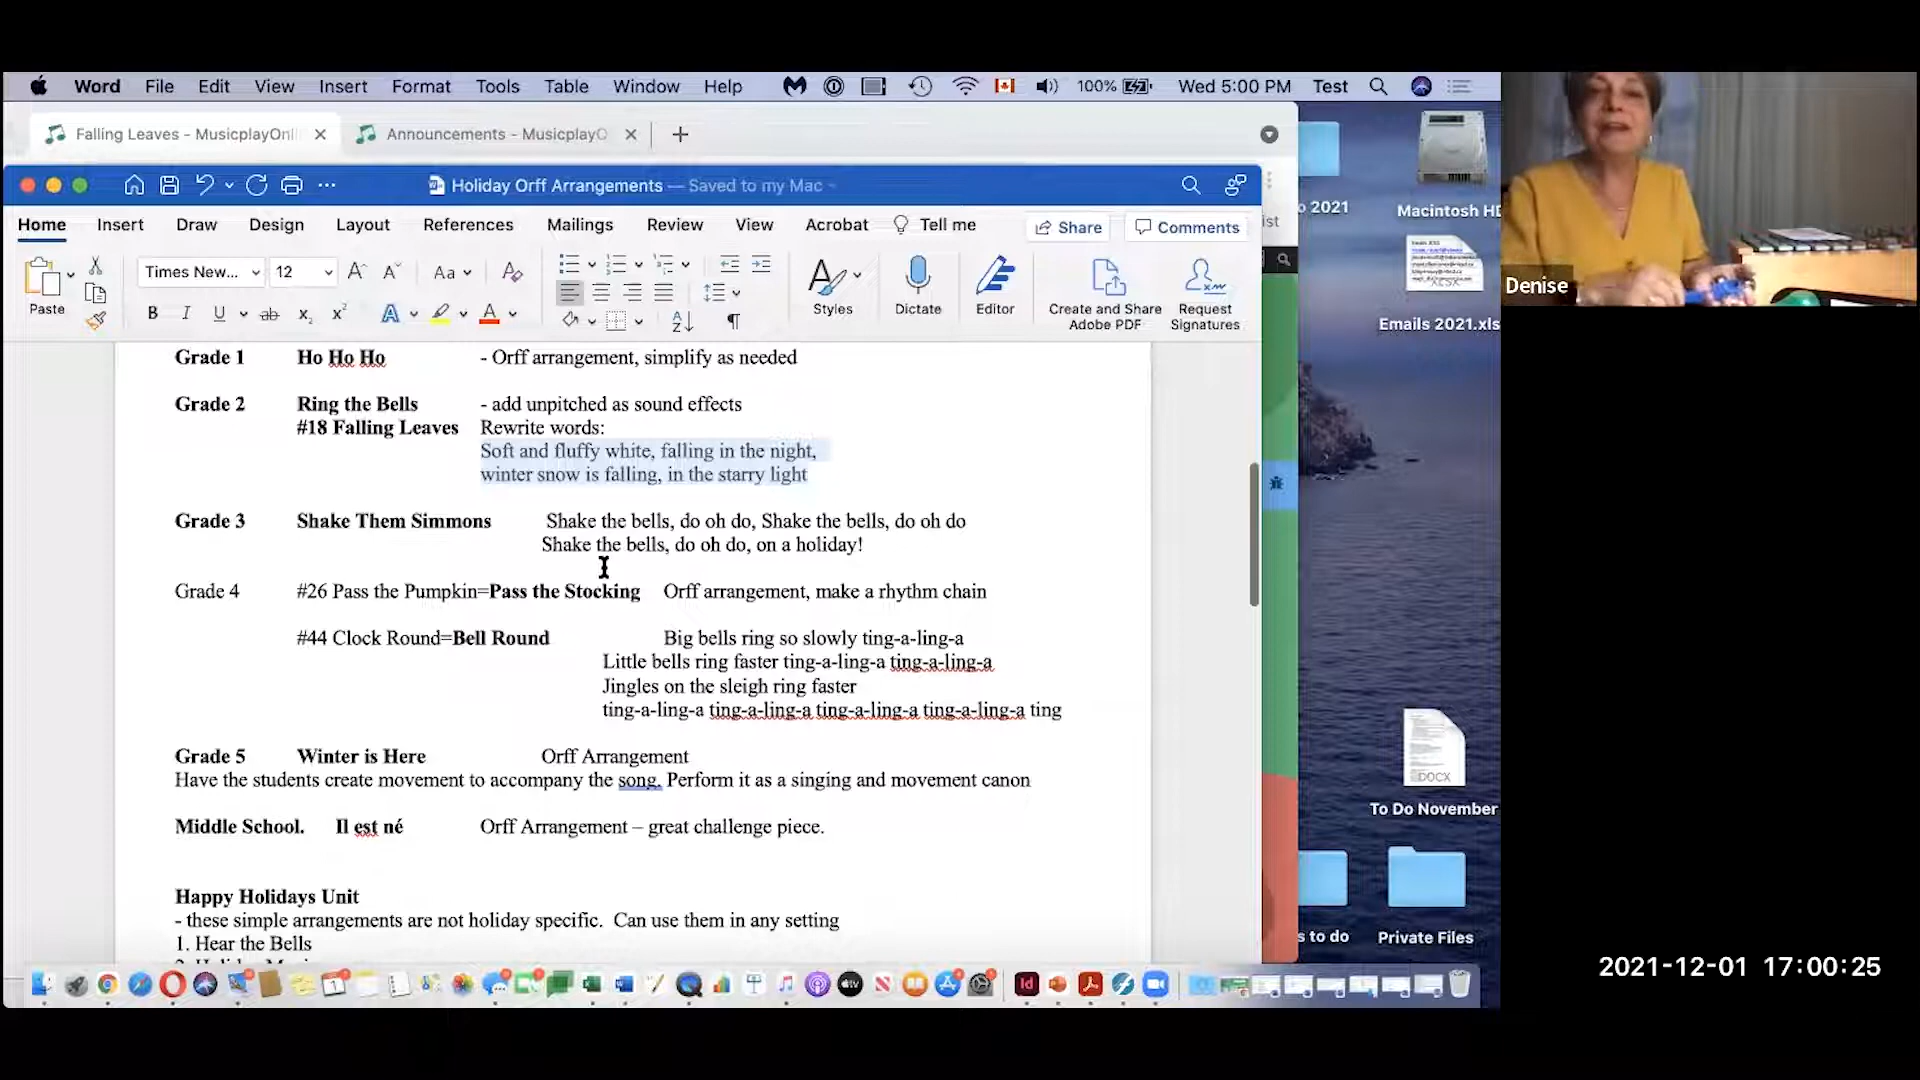 Word File Edit View Insert Format Tools Table Window Help 100% Wed 5:00 PM Test
Falling Leaves - MusicplayOnli
Announcements - MusicplayO
Holiday Orff Arrangements — Saved to my Mac
Home Insert Draw Design Layout References Mailings Review View Acrobat Tell me Share Comments
Paste
Times New... 12
Styles
Dictate
Editor
Create and Share
Adobe PDF
Request
Signatures
Grade 1 Ho Ho Ho - Orff arrangement, simplify as needed
Grade 2 Ring the Bells - add unpitched as sound effects
#18 Falling Leaves Rewrite words:
Soft and fluffy white, falling in the night,
winter snow is falling, in the starry light
Grade 3 Shake Them Simmons Shake the bells, do oh do, Shake the bells, do oh do
Shake the bells, do oh do, on a holiday!
Grade 4 #26 Pass the Pumpkin=Pass the Stocking Orff arrangement, make a rhythm chain
#44 Clock Round=Bell Round Big bells ring so slowly ting-a-ling-a
Little bells ring faster ting-a-ling-a ting-a-ling-a
Jingles on the sleigh ring faster
ting-a-ling-a ting-a-ling-a ting-a-ling-a ting-a-ling-a ting
Grade 5 Winter is Here Orff Arrangement
Have the students create movement to accompany the song. Perform it as a singing and movement canon
Middle School. Il est né Orff Arrangement – great challenge piece.
Happy Holidays Unit
- these simple arrangements are not holiday specific. Can use them in any setting
1. Hear the Bells
o 2021
Macintosh HD
XLSX
Emails 2021.xls
DOCX
To Do November
s to do
Private Files
Denise
2021-12-01 17:00:25